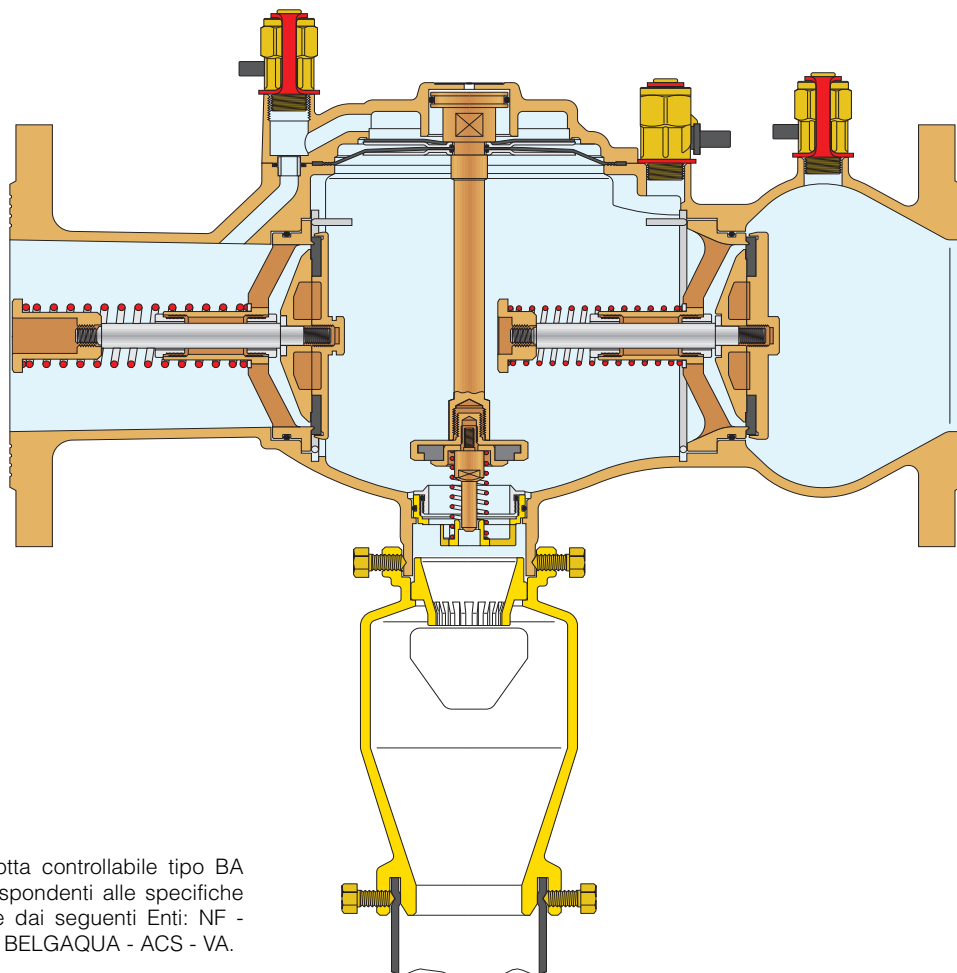 otta controllabile tipo BA
spondenti alle specifiche
e dai seguenti Enti: NF -
BELGAQUA - ACS - VA.